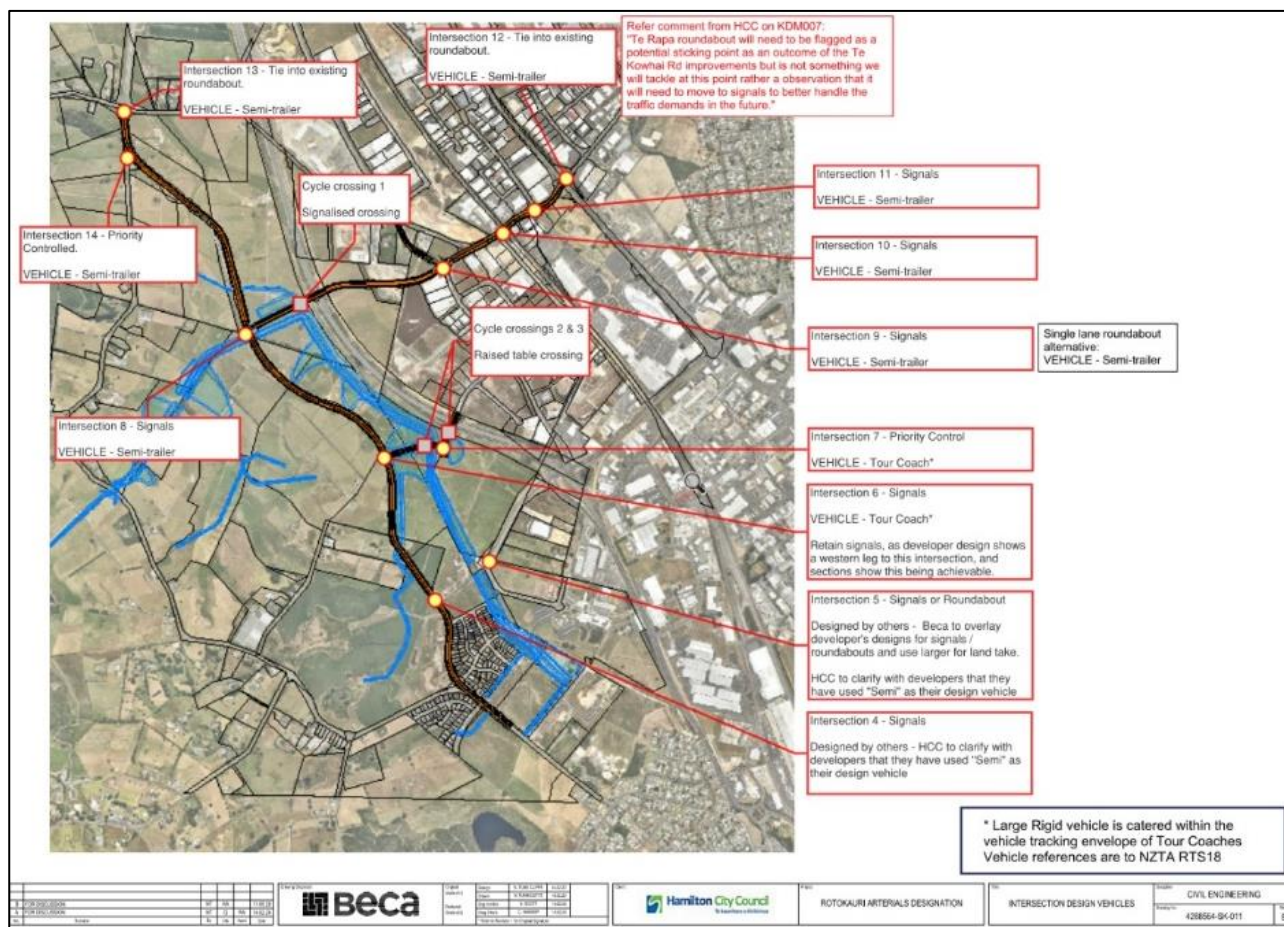 Intersection 12 - Tie into existing
roundabout.
VEHICLE - Semi-trailer
Refer comment from HCC on KDM007:
"Te Rapa roundabout will need to be flagged as a
potential sticking point as an outcome of the Te
Kowhai Rd improvements but is not something we
will tackle at this point rather a observation that it
will need to move to signals to better handle the
traffic demands in the future."
Intersection 13 - Tie into existing
roundabout.
VEHICLE - Semi-trailer
Cycle crossing 1
Signalised crossing
Intersection 11 - Signals
VEHICLE - Semi-trailer
Intersection 14 - Priority
Controlled.
VEHICLE - Semi-trailer
Intersection 10 - Signals
VEHICLE - Semi-trailer
Cycle crossings 2 & 3
Raised table crossing
Intersection 9 - Signals
VEHICLE - Semi-trailer
Single lane roundabout
alternative:
VEHICLE - Semi-trailer
Intersection 8 - Signals
VEHICLE - Semi-trailer
Intersection 7 - Priority Control
VEHICLE - Tour Coach*
Intersection 6 - Signals
VEHICLE - Tour Coach*
Retain signals, as developer design shows
a western leg to this intersection, and
sections show this being achievable.
Intersection 5 - Signals or Roundabout
Designed by others - Beca to overlay
developer's designs for signals /
roundabouts and use larger for land take.
HCC to clarify with developers that they
have used "Semi" as their design vehicle
Intersection 4 - Signals
Designed by others - HCC to clarify with
developers that they have used "Semi" as
their design vehicle
* Large Rigid vehicle is catered within the
vehicle tracking envelope of Tour Coaches
Vehicle references are to NZTA RTS18
FOR DISCUSSION
FOR DISCUSSION
Beca
Hamilton City Council
ROTOKAURI ARTERIALS DESIGNATION
INTERSECTION DESIGN VEHICLES
CIVIL ENGINEERING
4288564-SK-011